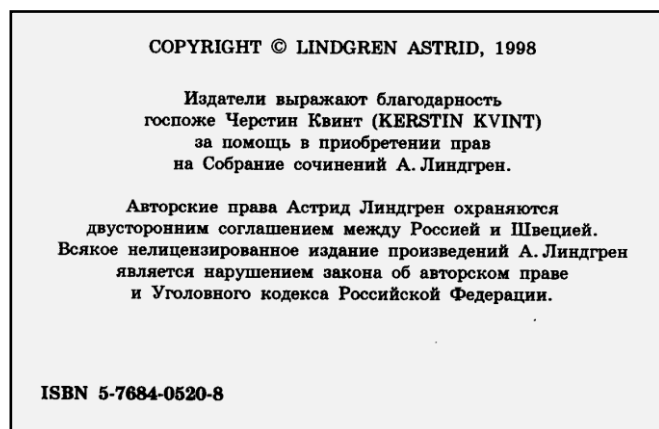 COPYRIGHT © LINDGREN ASTRID, 1998
Издатели выражают благодарность
госпоже Черстин Квинт (KERSTIN KVINT)
за помощь в приобретении прав
на Собрание сочинений А. Линдгрен.
Авторские права Астрид Линдгрен охраняются
двусторонним соглашением между Россией и Швецией.
Всякое нелицензированное издание произведений А. Линдгрен
является нарушением закона об авторском праве
и Уголовного кодекса Российской Федерации.
ISBN 5-7684-0520-8